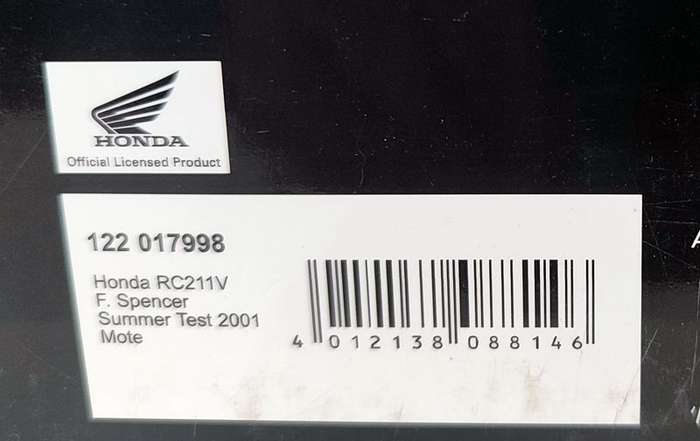 HONDA
Official Licensed Product
122 017998
Honda RC211V
F. Spencer
Summer Test 2001
Mote
4 012138 088146